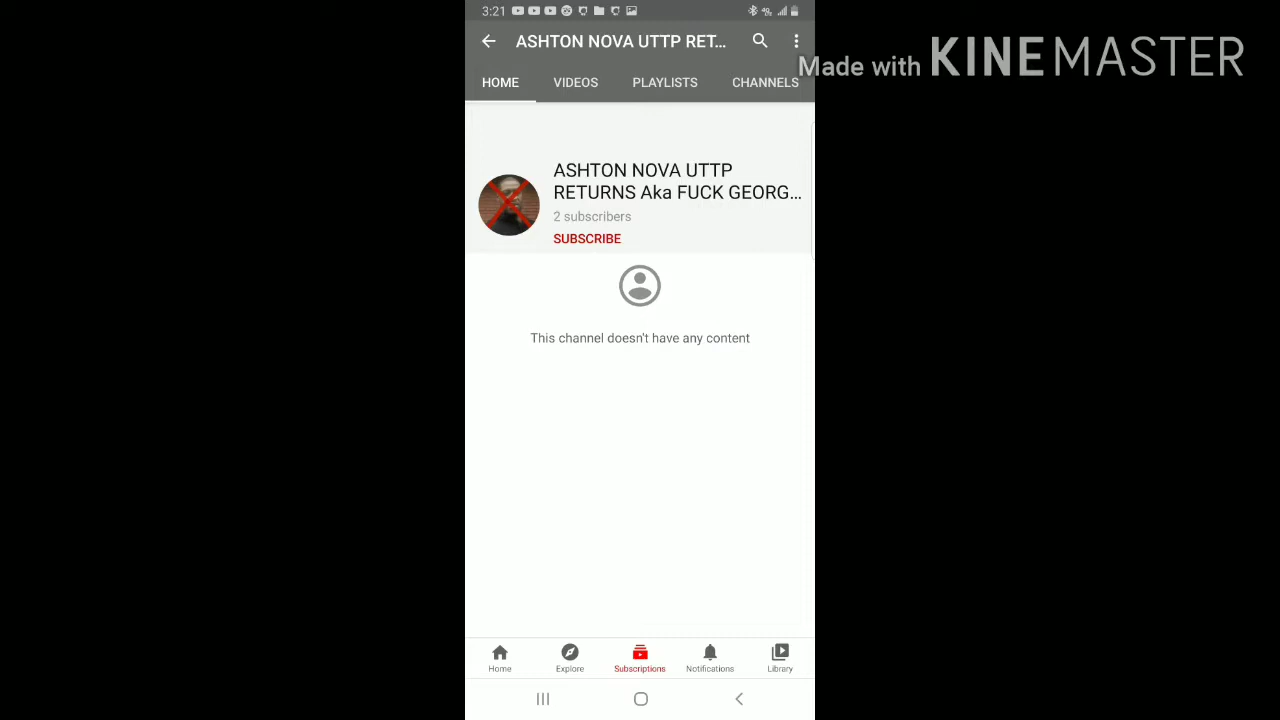 3:21
ASHTON NOVA UTTP RET...
Made with KINEMASTER
HOME VIDEOS PLAYLISTS CHANNELS
ASHTON NOVA UTTP
RETURNS Aka FUCK GEORG...
2 subscribers
SUBSCRIBE
This channel doesn't have any content
Home Explore Subscriptions Notifications Library